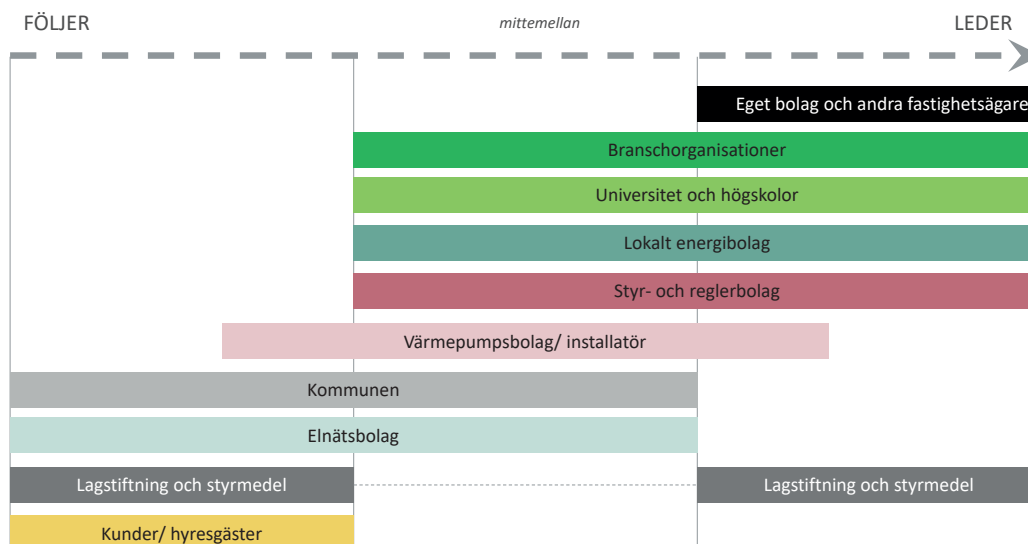 FÖLJER
mittemellan
LEDER
Eget bolag och andra fastighetsägare
Branschorganisationer
Universitet och högskolor
Lokalt energibolag
Styr- och reglerbolag
Värmepumpsbolag/ installatör
Kommunen
Elnätsbolag
Lagstiftning och styrmedel
Lagstiftning och styrmedel
Kunder/ hyresgäster